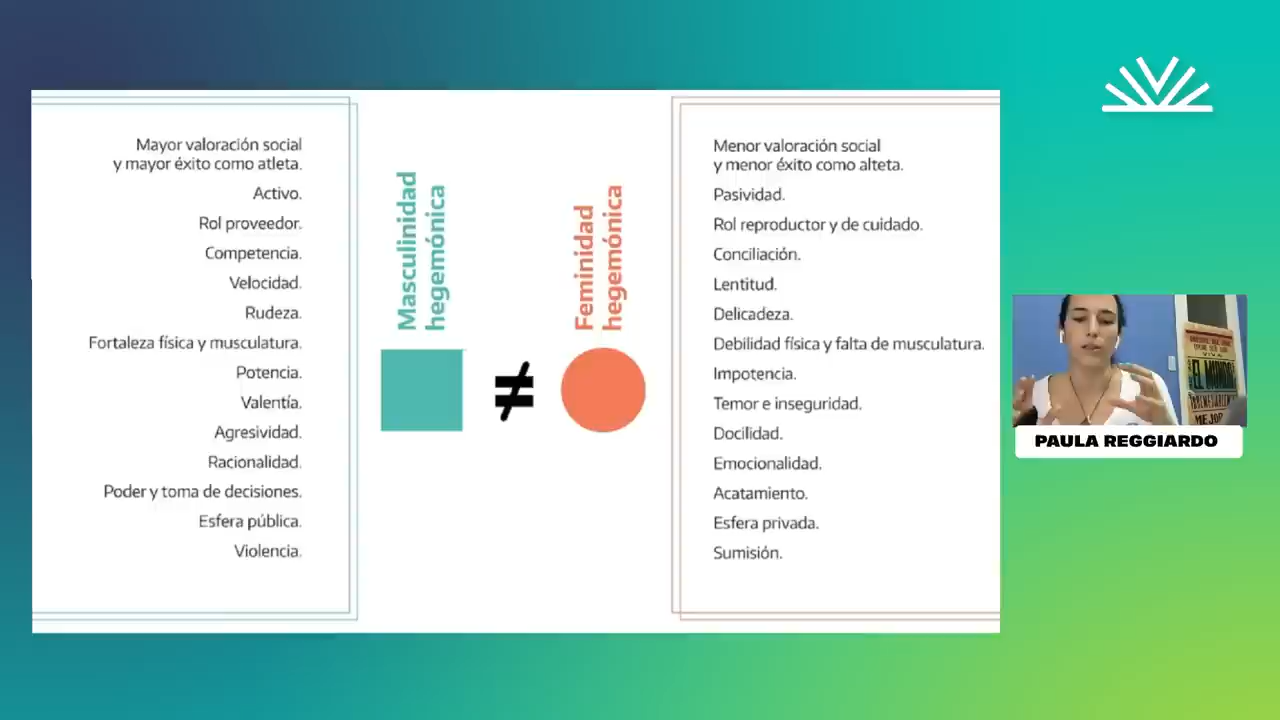 Mayor valoración social
y mayor éxito como atleta.
Activo.
Rol proveedor.
Competencia.
Velocidad.
Rudeza.
Fortaleza física y musculatura.
Potencia.
Valentía.
Agresividad.
Racionalidad.
Poder y toma de decisiones.
Esfera pública.
Violencia.
Masculinidad
hegemónica
≠
Feminidad
hegemónica
Menor valoración social
y menor éxito como alteta.
Pasividad.
Rol reproductor y de cuidado.
Conciliación.
Lentitud.
Delicadeza.
Debilidad física y falta de musculatura.
Impotencia.
Temor e inseguridad.
Docilidad.
Emocionalidad.
Acatamiento.
Esfera privada.
Sumisión.
EL MUNDO
MEJOR
PAULA REGGIARDO